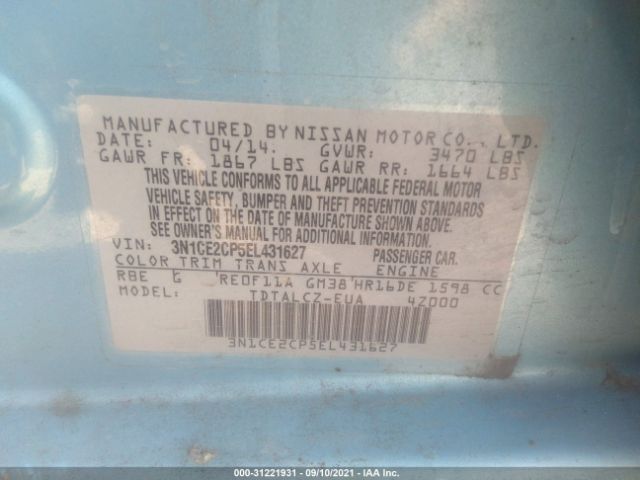 MANUFACTURED BY NISSAN MOTOR CO., LTD.
DATE: 04/14. GVWR: 3470 LBS
GAWR FR: 1867 LBS GAWR RR: 1664 LBS
THIS VEHICLE CONFORMS TO ALL APPLICABLE FEDERAL MOTOR
VEHICLE SAFETY, BUMPER AND THEFT PREVENTION STANDARDS
IN EFFECT ON THE DATE OF MANUFACTURE SHOWN ABOVE.
SEE OWNER'S MANUAL FOR ADDITIONAL INFORMATION
VIN: 3N1CE2CP5EL431627 PASSENGER CAR.
COLOR TRIM TRANS AXLE ENGINE
RBE G RE0F11A GM38 HR16DE 1598 CC
MODEL: TDTALCZ-EUA 4Z000
3N1CE2CP5EL431627
000-31221931 - 09/10/2021 - IAA Inc.